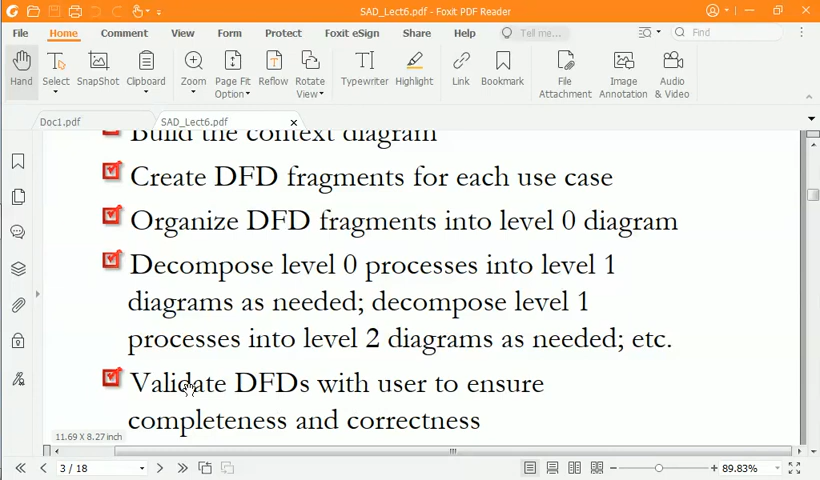 SAD_Lect6.pdf - Foxit PDF Reader
File Home Comment View Form Protect Foxit eSign Share Help Tell me... Find
Hand Select SnapShot Clipboard Zoom Page Fit Option Reflow Rotate View Typewriter Highlight Link Bookmark File Attachment Image Annotation Audio & Video
Doc1.pdf SAD_Lect6.pdf
Build the context diagram
Create DFD fragments for each use case
Organize DFD fragments into level 0 diagram
Decompose level 0 processes into level 1
diagrams as needed; decompose level 1
processes into level 2 diagrams as needed; etc.
Validate DFDs with user to ensure
completeness and correctness
11.69 X 8.27 inch
3 / 18 89.83%